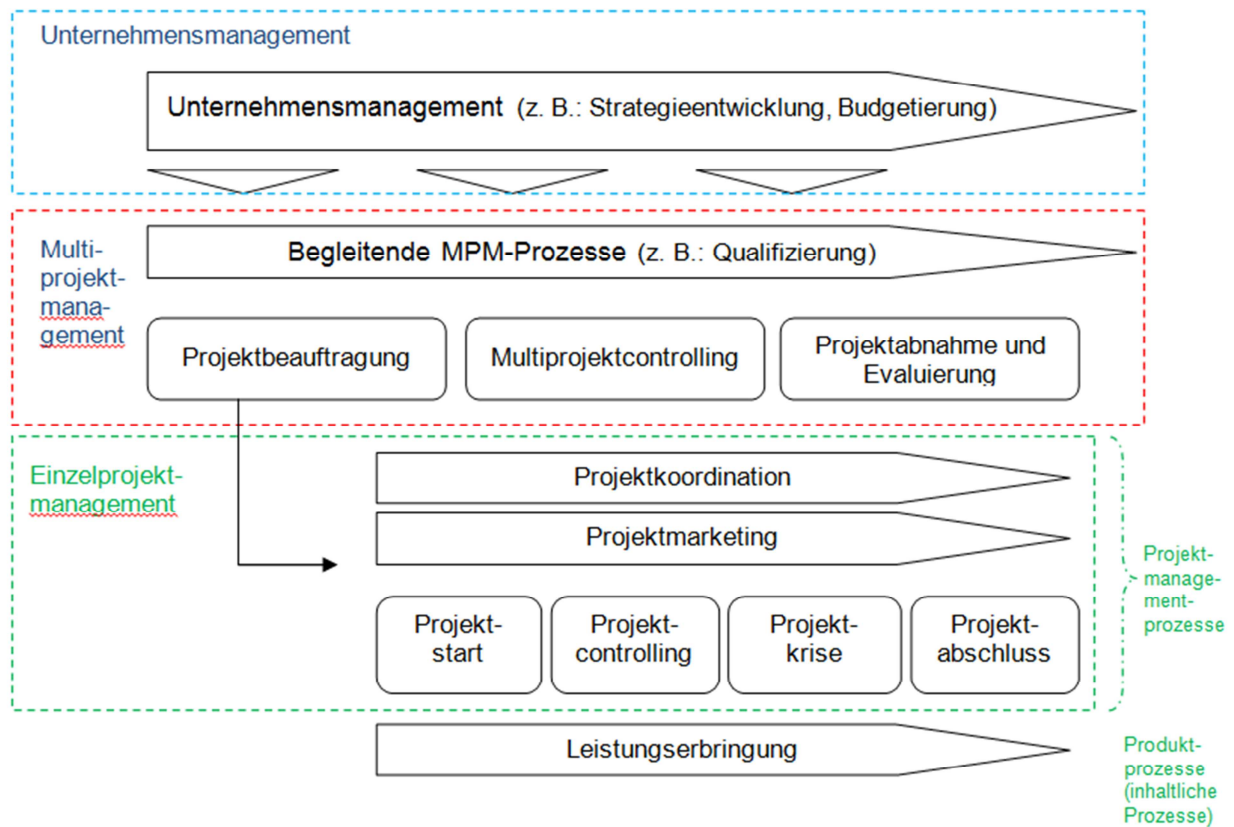 Unternehmensmanagement
Unternehmensmanagement (z. B.: Strategieentwicklung, Budgetierung)
Multi-
projekt-
mana-
gement
Begleitende MPM-Prozesse (z. B.: Qualifizierung)
Projektbeauftragung
Multiprojektcontrolling
Projektabnahme und
Evaluierung
Einzelprojekt-
management
Projektkoordination
Projektmarketing
Projekt-
start
Projekt-
controlling
Projekt-
krise
Projekt-
abschluss
Projekt-
manage-
ment-
prozesse
Leistungserbringung
Produkt-
prozesse
(inhaltliche
Prozesse)